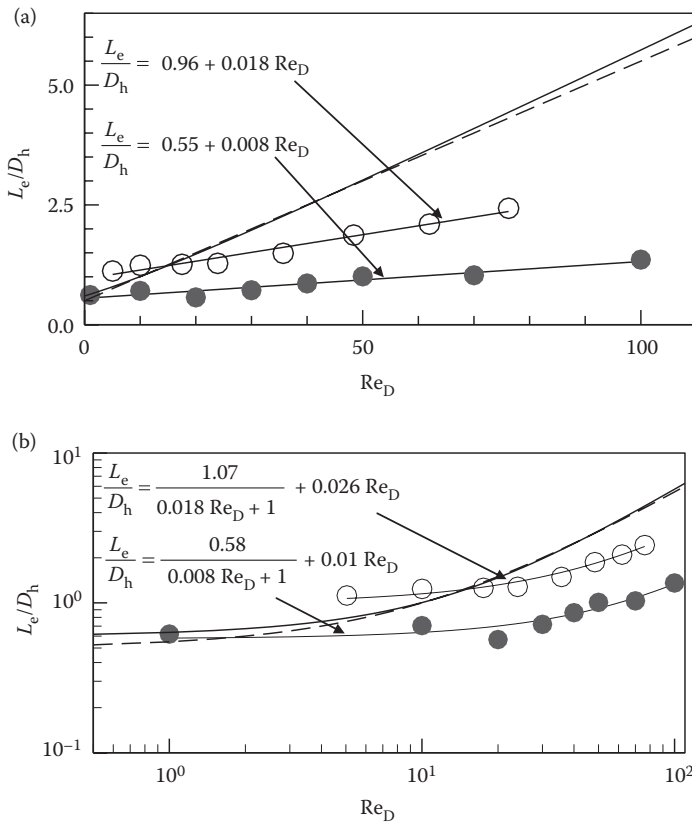 (a)
L_e/D_h = 0.96 + 0.018 Re_D
L_e/D_h = 0.55 + 0.008 Re_D
L_e/D_h
5.0
2.5
0.0
0
50
100
Re_D
(b)
L_e/D_h = 1.07/(0.018 Re_D + 1) + 0.026 Re_D
L_e/D_h = 0.58/(0.008 Re_D + 1) + 0.01 Re_D
L_e/D_h
10^1
10^0
10^-1
10^0
10^1
10^2
Re_D